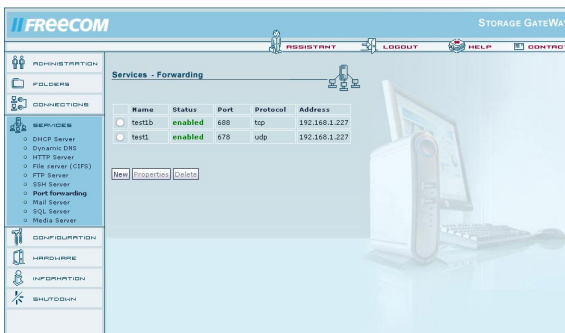 FREECOM
STORAGE GATEWA
ASSISTANT
LOGOUT
HELP
CONTAC
ADMINISTRATION
FOLDERS
CONNECTIONS
SERVICES
DHCP Server
Dynamic DNS
HTTP Server
File server (CIFS)
FTP Server
SSH Server
Port forwarding
Mail Server
SQL Server
Media Server
CONFIGURATION
HARDWARE
INFORMATION
SHUTDOWN
Services - Forwarding
Name Status Port Protocol Address
test1b enabled 688 tcp 192.168.1.227
test1 enabled 678 udp 192.168.1.227
New Properties Delete